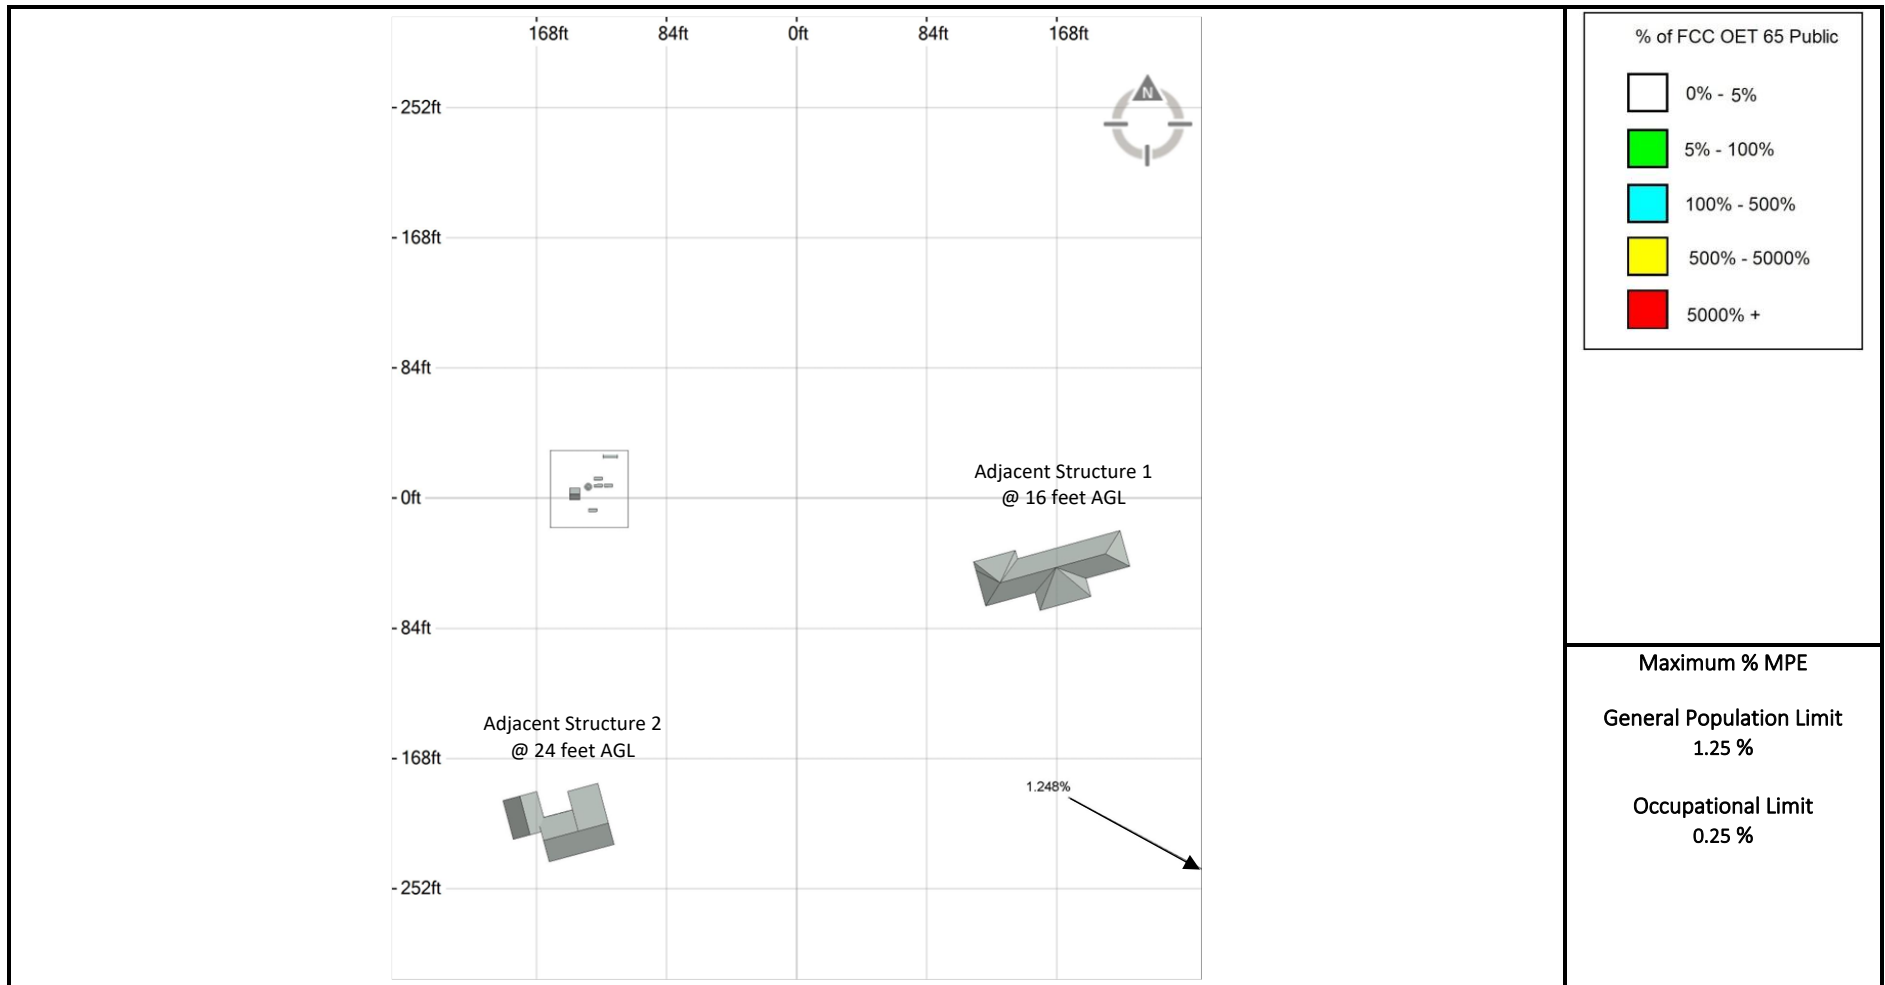 168ft 84ft 0ft 84ft 168ft
N
252ft
168ft
84ft
0ft
84ft
168ft
252ft
Adjacent Structure 1
@ 16 feet AGL
Adjacent Structure 2
@ 24 feet AGL
1.248%
% of FCC OET 65 Public
0% - 5%
5% - 100%
100% - 500%
500% - 5000%
5000% +
Maximum % MPE
General Population Limit
1.25 %
Occupational Limit
0.25 %